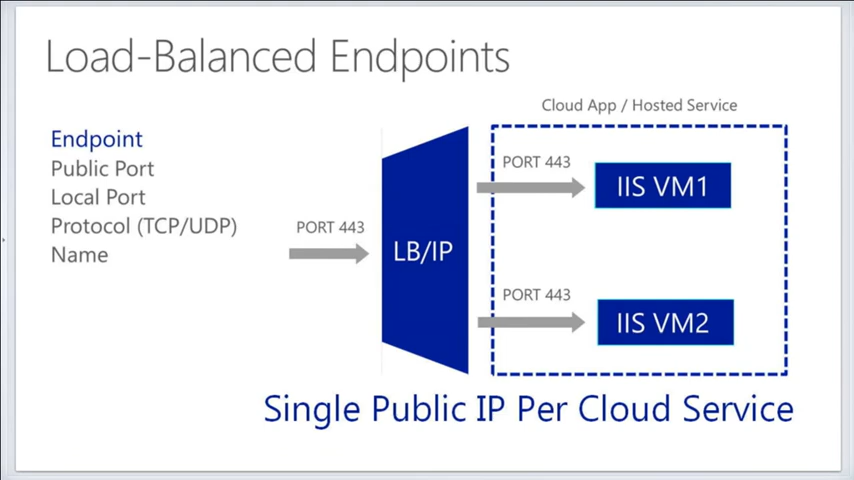 Load-Balanced Endpoints
Cloud App / Hosted Service
Endpoint
Public Port
Local Port
Protocol (TCP/UDP)
Name
PORT 443
LB/IP
PORT 443
IIS VM1
PORT 443
IIS VM2
Single Public IP Per Cloud Service